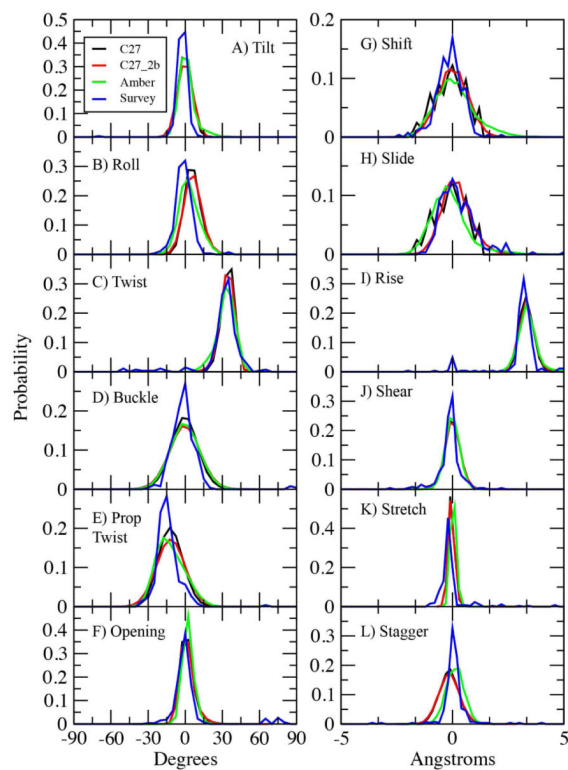 C27
C27_2b
Amber
Survey
A) Tilt
0.4
0.3
0.2
0.1
0
B) Roll
0.3
0.2
0.1
0
C) Twist
0.3
0.2
0.1
0
D) Buckle
0.2
0.1
0
E) Prop
Twist
0.2
0.1
0
F) Opening
0.4
0.3
0.2
0.1
0
-90 -60 -30 0 30 60 90
Degrees
Probability
G) Shift
0.2
0.1
0
H) Slide
0.1
0
I) Rise
0.3
0.2
0.1
0
J) Shear
0.3
0.2
0.1
0
K) Stretch
0.4
0.2
0
L) Stagger
0.3
0.2
0.1
0
-5 0 5
Angstroms